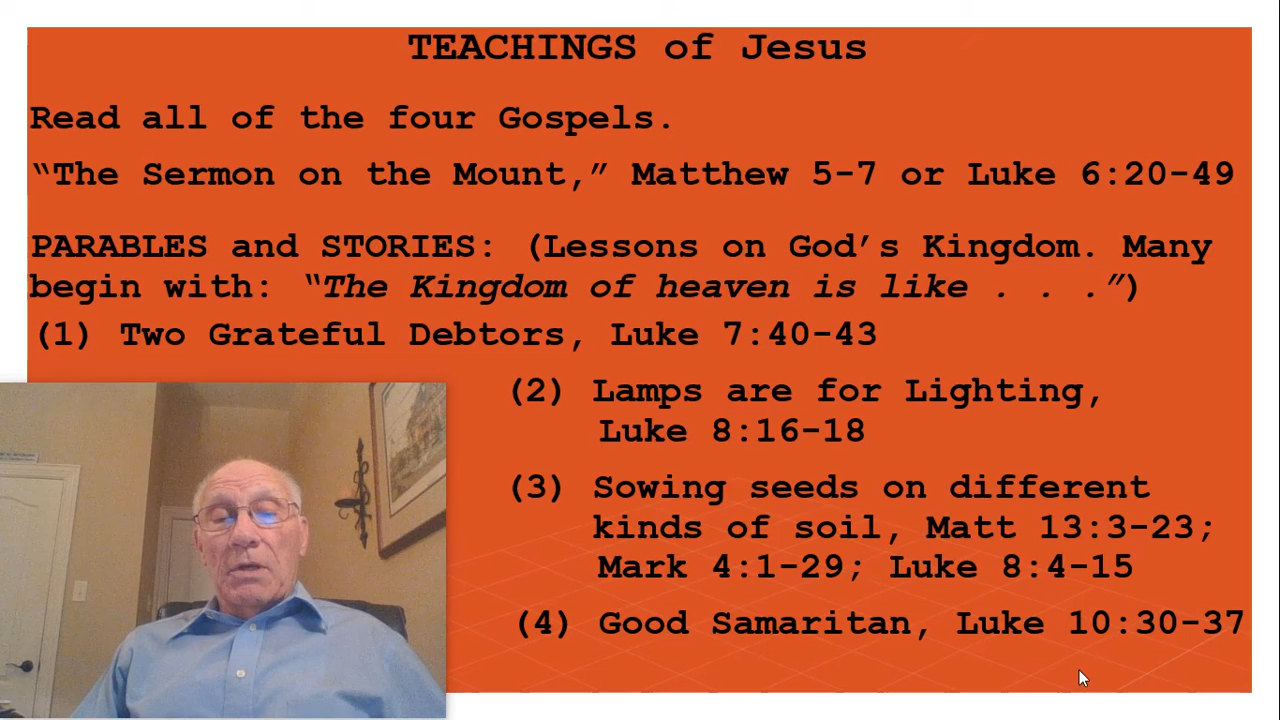 TEACHINGS of Jesus
Read all of the four Gospels.
“The Sermon on the Mount,” Matthew 5-7 or Luke 6:20-49
PARABLES and STORIES: (Lessons on God’s Kingdom. Many
begin with: “The Kingdom of heaven is like . . .”)
(1) Two Grateful Debtors, Luke 7:40-43
(2) Lamps are for Lighting,
Luke 8:16-18
(3) Sowing seeds on different
kinds of soil, Matt 13:3-23;
Mark 4:1-29; Luke 8:4-15
(4) Good Samaritan, Luke 10:30-37